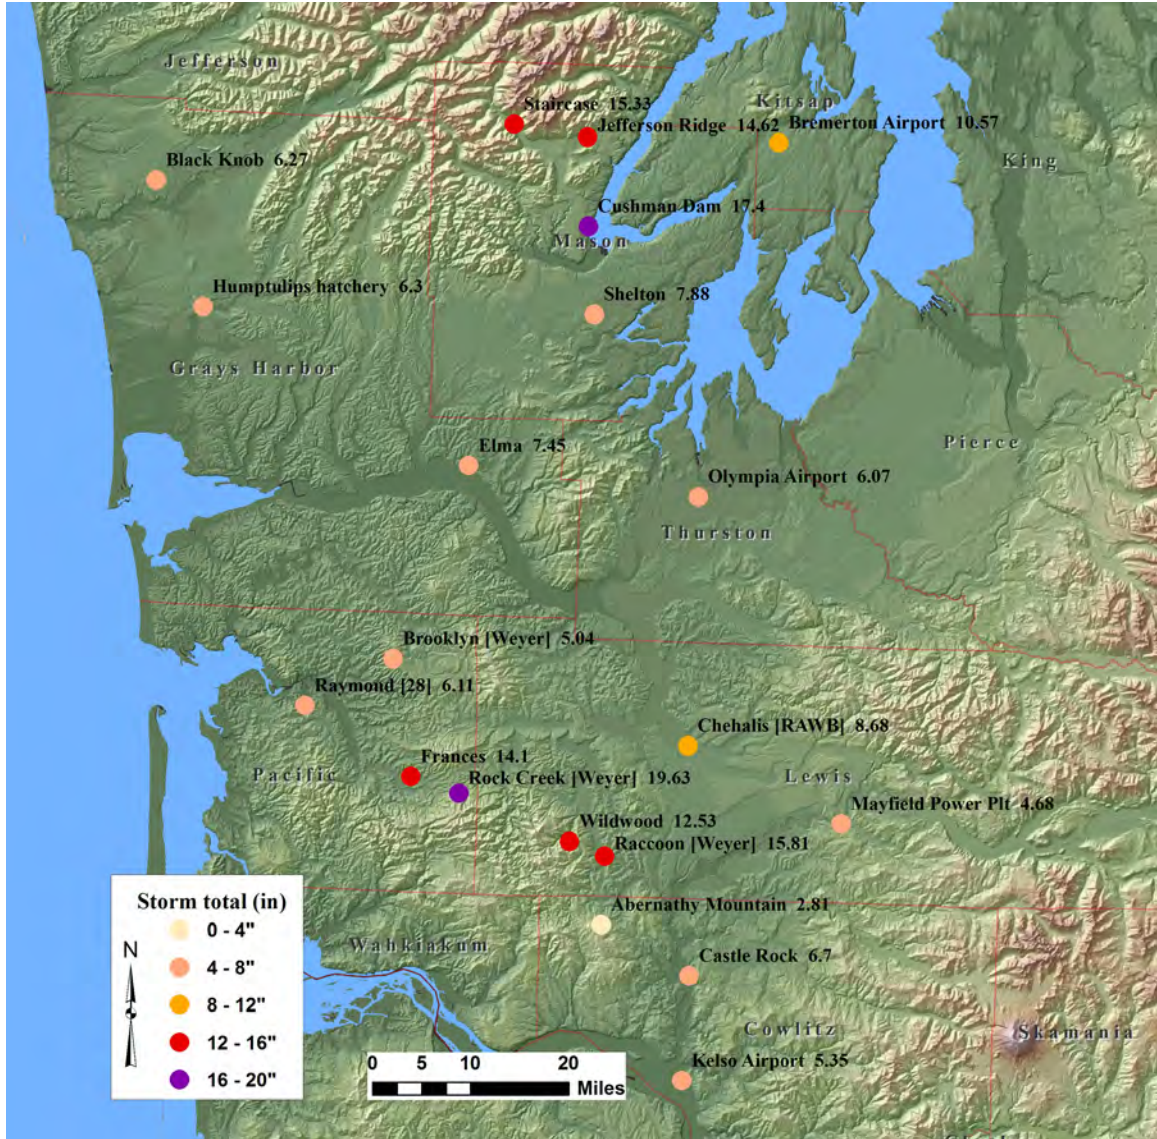 Jefferson
Staircase 15.33
Kitsap
Jefferson Ridge 14.62
Bremerton Airport 10.57
Black Knob 6.27
King
Cushman Dam 17.4
Mason
Humptulips hatchery 6.3
Shelton 7.88
Grays Harbor
Elma 7.45
Pierce
Olympia Airport 6.07
Thurston
Brooklyn [Weyer] 5.04
Raymond [28] 6.11
Chehalis [RAWB] 8.68
Frances 14.1
Pacific
Rock Creek [Weyer] 19.63
Lewis
Mayfield Power Plt 4.68
Wildwood 12.53
Raccoon [Weyer] 15.81
Abernathy Mountain 2.81
Wahkiakum
Castle Rock 6.7
Cowlitz
Skamania
Kelso Airport 5.35
Storm total (in)
0 - 4"
4 - 8"
8 - 12"
12 - 16"
16 - 20"
N
0 5 10 20
Miles